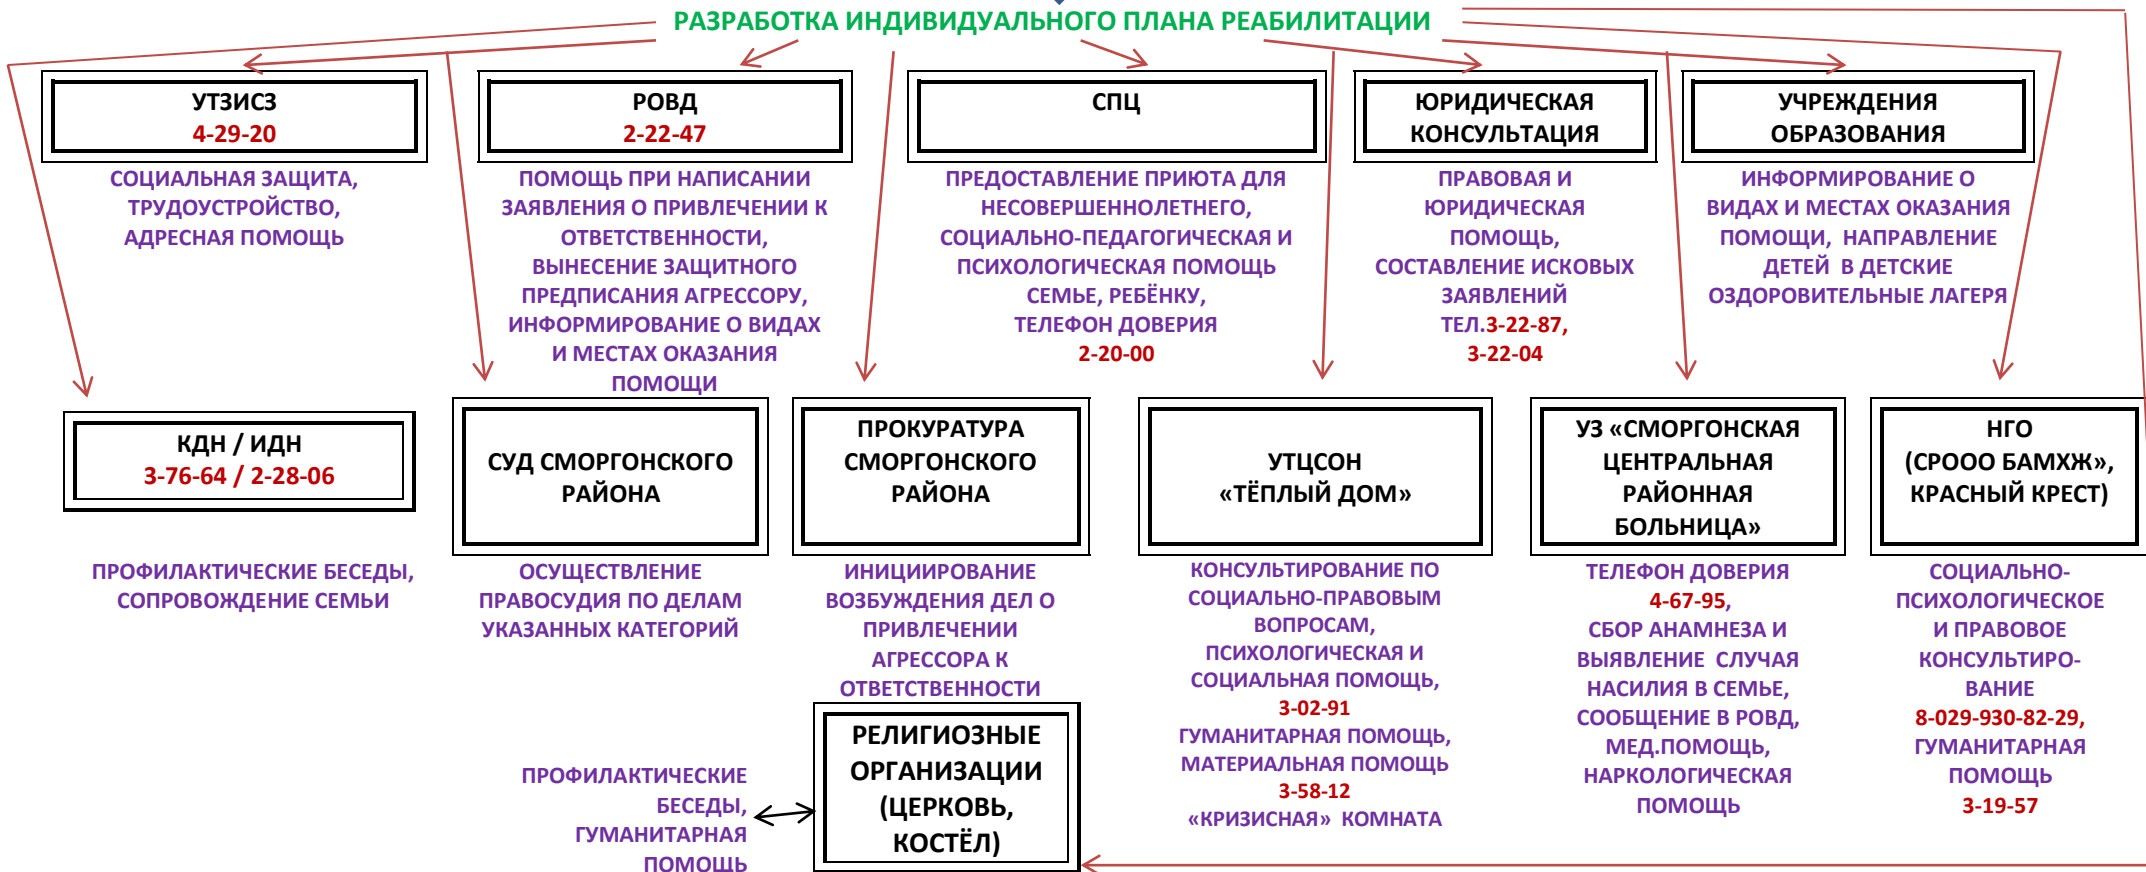 РАЗРАБОТКА ИНДИВИДУАЛЬНОГО ПЛАНА РЕАБИЛИТАЦИИ
УТЗИСЗ
4-29-20
СОЦИАЛЬНАЯ ЗАЩИТА,
ТРУДОУСТРОЙСТВО,
АДРЕСНАЯ ПОМОЩЬ
РОВД
2-22-47
ПОМОЩЬ ПРИ НАПИСАНИИ
ЗАЯВЛЕНИЯ О ПРИВЛЕЧЕНИИ К
ОТВЕТСТВЕННОСТИ,
ВЫНЕСЕНИЕ ЗАЩИТНОГО
ПРЕДПИСАНИЯ АГРЕССОРУ,
ИНФОРМИРОВАНИЕ О ВИДАХ
И МЕСТАХ ОКАЗАНИЯ
ПОМОЩИ
СПЦ
ПРЕДОСТАВЛЕНИЕ ПРИЮТА ДЛЯ
НЕСОВЕРШЕННОЛЕТНЕГО,
СОЦИАЛЬНО-ПЕДАГОГИЧЕСКАЯ И
ПСИХОЛОГИЧЕСКАЯ ПОМОЩЬ
СЕМЬЕ, РЕБЁНКУ,
ТЕЛЕФОН ДОВЕРИЯ
2-20-00
ЮРИДИЧЕСКАЯ
КОНСУЛЬТАЦИЯ
ПРАВОВАЯ И
ЮРИДИЧЕСКАЯ
ПОМОЩЬ,
СОСТАВЛЕНИЕ ИСКОВЫХ
ЗАЯВЛЕНИЙ
ТЕЛ.3-22-87,
3-22-04
УЧРЕЖДЕНИЯ
ОБРАЗОВАНИЯ
ИНФОРМИРОВАНИЕ О
ВИДАХ И МЕСТАХ ОКАЗАНИЯ
ПОМОЩИ, НАПРАВЛЕНИЕ
ДЕТЕЙ В ДЕТСКИЕ
ОЗДОРОВИТЕЛЬНЫЕ ЛАГЕРЯ
КДН / ИДН
3-76-64 / 2-28-06
ПРОФИЛАКТИЧЕСКИЕ БЕСЕДЫ,
СОПРОВОЖДЕНИЕ СЕМЬИ
СУД СМОРГОНСКОГО
РАЙОНА
ОСУЩЕСТВЛЕНИЕ
ПРАВОСУДИЯ ПО ДЕЛАМ
УКАЗАННЫХ КАТЕГОРИЙ
ПРОКУРАТУРА
СМОРГОНСКОГО
РАЙОНА
ИНИЦИИРОВАНИЕ
ВОЗБУЖДЕНИЯ ДЕЛ О
ПРИВЛЕЧЕНИИ
АГРЕССОРА К
ОТВЕТСТВЕННОСТИ
УТЦСОН
«ТЁПЛЫЙ ДОМ»
КОНСУЛЬТИРОВАНИЕ ПО
СОЦИАЛЬНО-ПРАВОВЫМ
ВОПРОСАМ,
ПСИХОЛОГИЧЕСКАЯ И
СОЦИАЛЬНАЯ ПОМОЩЬ,
3-02-91
ГУМАНИТАРНАЯ ПОМОЩЬ,
МАТЕРИАЛЬНАЯ ПОМОЩЬ
3-58-12
«КРИЗИСНАЯ» КОМНАТА
УЗ «СМОРГОНСКАЯ
ЦЕНТРАЛЬНАЯ
РАЙОННАЯ
БОЛЬНИЦА»
ТЕЛЕФОН ДОВЕРИЯ
4-67-95,
СБОР АНАМНЕЗА И
ВЫЯВЛЕНИЕ СЛУЧАЯ
НАСИЛИЯ В СЕМЬЕ,
СООБЩЕНИЕ В РОВД,
МЕД.ПОМОЩЬ,
НАРКОЛОГИЧЕСКАЯ
ПОМОЩЬ
НГО
(СРООО БАМХЖ»,
КРАСНЫЙ КРЕСТ)
СОЦИАЛЬНО-
ПСИХОЛОГИЧЕСКОЕ
И ПРАВОВОЕ
КОНСУЛЬТИРО-
ВАНИЕ
8-029-930-82-29,
ГУМАНИТАРНАЯ
ПОМОЩЬ
3-19-57
РЕЛИГИОЗНЫЕ
ОРГАНИЗАЦИИ
(ЦЕРКОВЬ,
КОСТЁЛ)
ПРОФИЛАКТИЧЕСКИЕ
БЕСЕДЫ,
ГУМАНИТАРНАЯ
ПОМОЩЬ